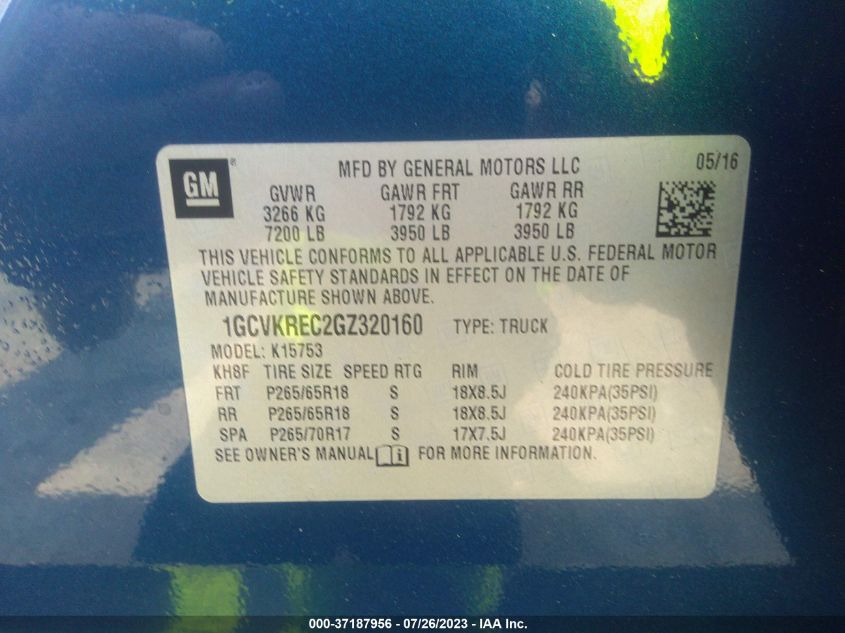 GM
MFD BY GENERAL MOTORS LLC 05/16
GVWR GAWR FRT GAWR RR
3266 KG 1792 KG 1792 KG
7200 LB 3950 LB 3950 LB
THIS VEHICLE CONFORMS TO ALL APPLICABLE U.S. FEDERAL MOTOR
VEHICLE SAFETY STANDARDS IN EFFECT ON THE DATE OF
MANUFACTURE SHOWN ABOVE.
1GCVKREC2GZ320160 TYPE: TRUCK
MODEL: K15753
KH8F TIRE SIZE SPEED RTG RIM COLD TIRE PRESSURE
FRT P265/65R18 S 18X8.5J 240KPA(35PSI)
RR P265/65R18 S 18X8.5J 240KPA(35PSI)
SPA P265/70R17 S 17X7.5J 240KPA(35PSI)
SEE OWNER'S MANUAL i FOR MORE INFORMATION.
000-37187956 - 07/26/2023 - IAA Inc.